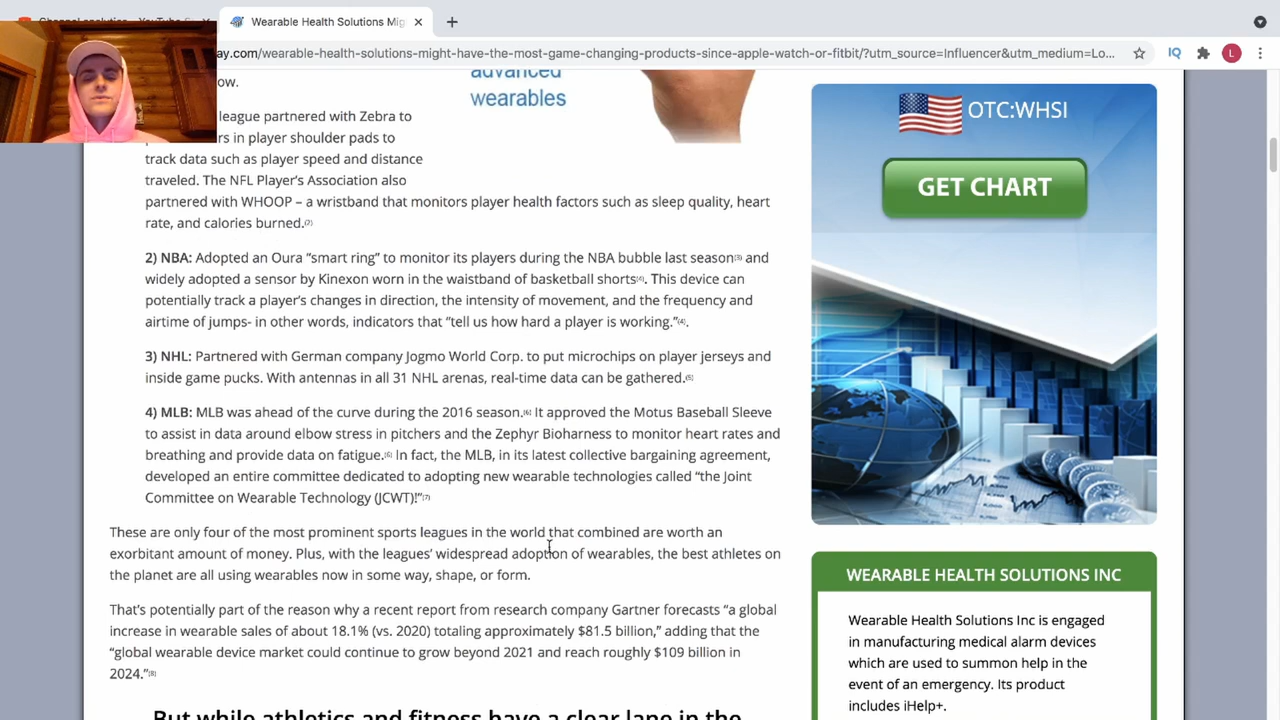 Channel analytics - YouTube
Wearable Health Solutions Mig
ay.com/wearable-health-solutions-might-have-the-most-game-changing-products-since-apple-watch-or-fitbit/?utm_source=Influencer&utm_medium=Lo...
IQ
L
advanced
wearables
ow.
league partnered with Zebra to
rs in player shoulder pads to
track data such as player speed and distance
traveled. The NFL Player's Association also
partnered with WHOOP – a wristband that monitors player health factors such as sleep quality, heart
rate, and calories burned.(2)
2) NBA: Adopted an Oura “smart ring” to monitor its players during the NBA bubble last season(3) and
widely adopted a sensor by Kinexon worn in the waistband of basketball shorts(4). This device can
potentially track a player's changes in direction, the intensity of movement, and the frequency and
airtime of jumps- in other words, indicators that “tell us how hard a player is working.”(4).
3) NHL: Partnered with German company Jogmo World Corp. to put microchips on player jerseys and
inside game pucks. With antennas in all 31 NHL arenas, real-time data can be gathered.(5)
4) MLB: MLB was ahead of the curve during the 2016 season.(6) It approved the Motus Baseball Sleeve
to assist in data around elbow stress in pitchers and the Zephyr Bioharness to monitor heart rates and
breathing and provide data on fatigue.(6) In fact, the MLB, in its latest collective bargaining agreement,
developed an entire committee dedicated to adopting new wearable technologies called “the Joint
Committee on Wearable Technology (JCWT)!”(7)
These are only four of the most prominent sports leagues in the world that combined are worth an
exorbitant amount of money. Plus, with the leagues' widespread adoption of wearables, the best athletes on
the planet are all using wearables now in some way, shape, or form.
That's potentially part of the reason why a recent report from research company Gartner forecasts “a global
increase in wearable sales of about 18.1% (vs. 2020) totaling approximately $81.5 billion,” adding that the
“global wearable device market could continue to grow beyond 2021 and reach roughly $109 billion in
2024.”(8)
But while athletics and fitness have a clear lane in the
OTC:WHSI
GET CHART
WEARABLE HEALTH SOLUTIONS INC
Wearable Health Solutions Inc is engaged
in manufacturing medical alarm devices
which are used to summon help in the
event of an emergency. Its product
includes iHelp+.